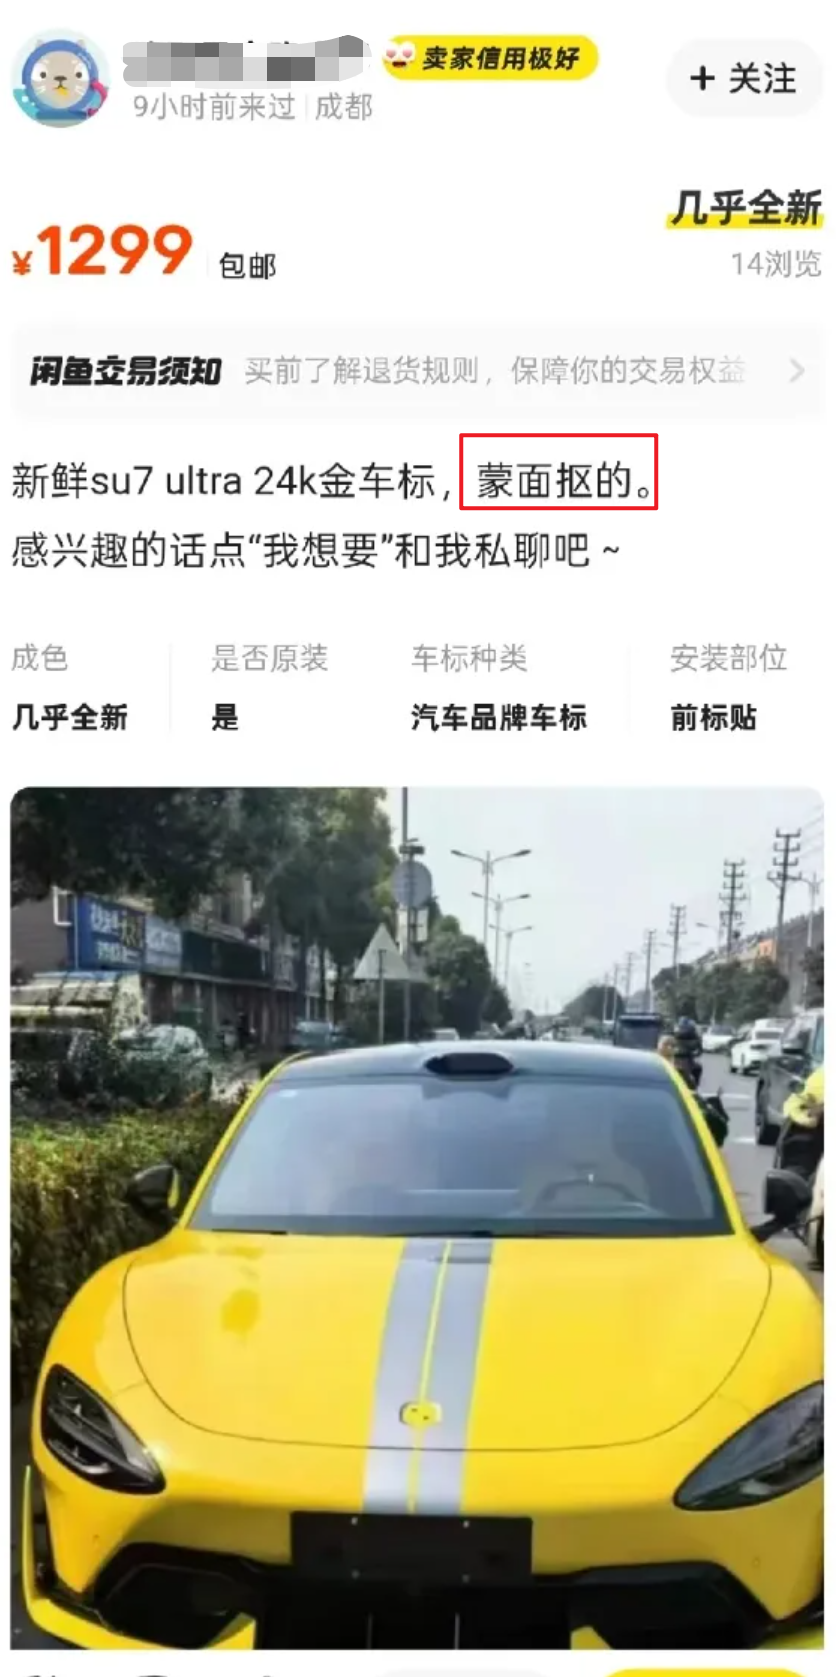 卖家信用极好
+ 关注
9小时前来过 | 成都
几乎全新
¥1299 包邮
14浏览
闲鱼交易须知 买前了解退货规则，保障你的交易权益
新鲜su7 ultra 24k金车标，蒙面抠的。
感兴趣的话点“我想要”和我私聊吧～
成色 是否原装 车标种类 安装部位
几乎全新 是 汽车品牌车标 前标贴